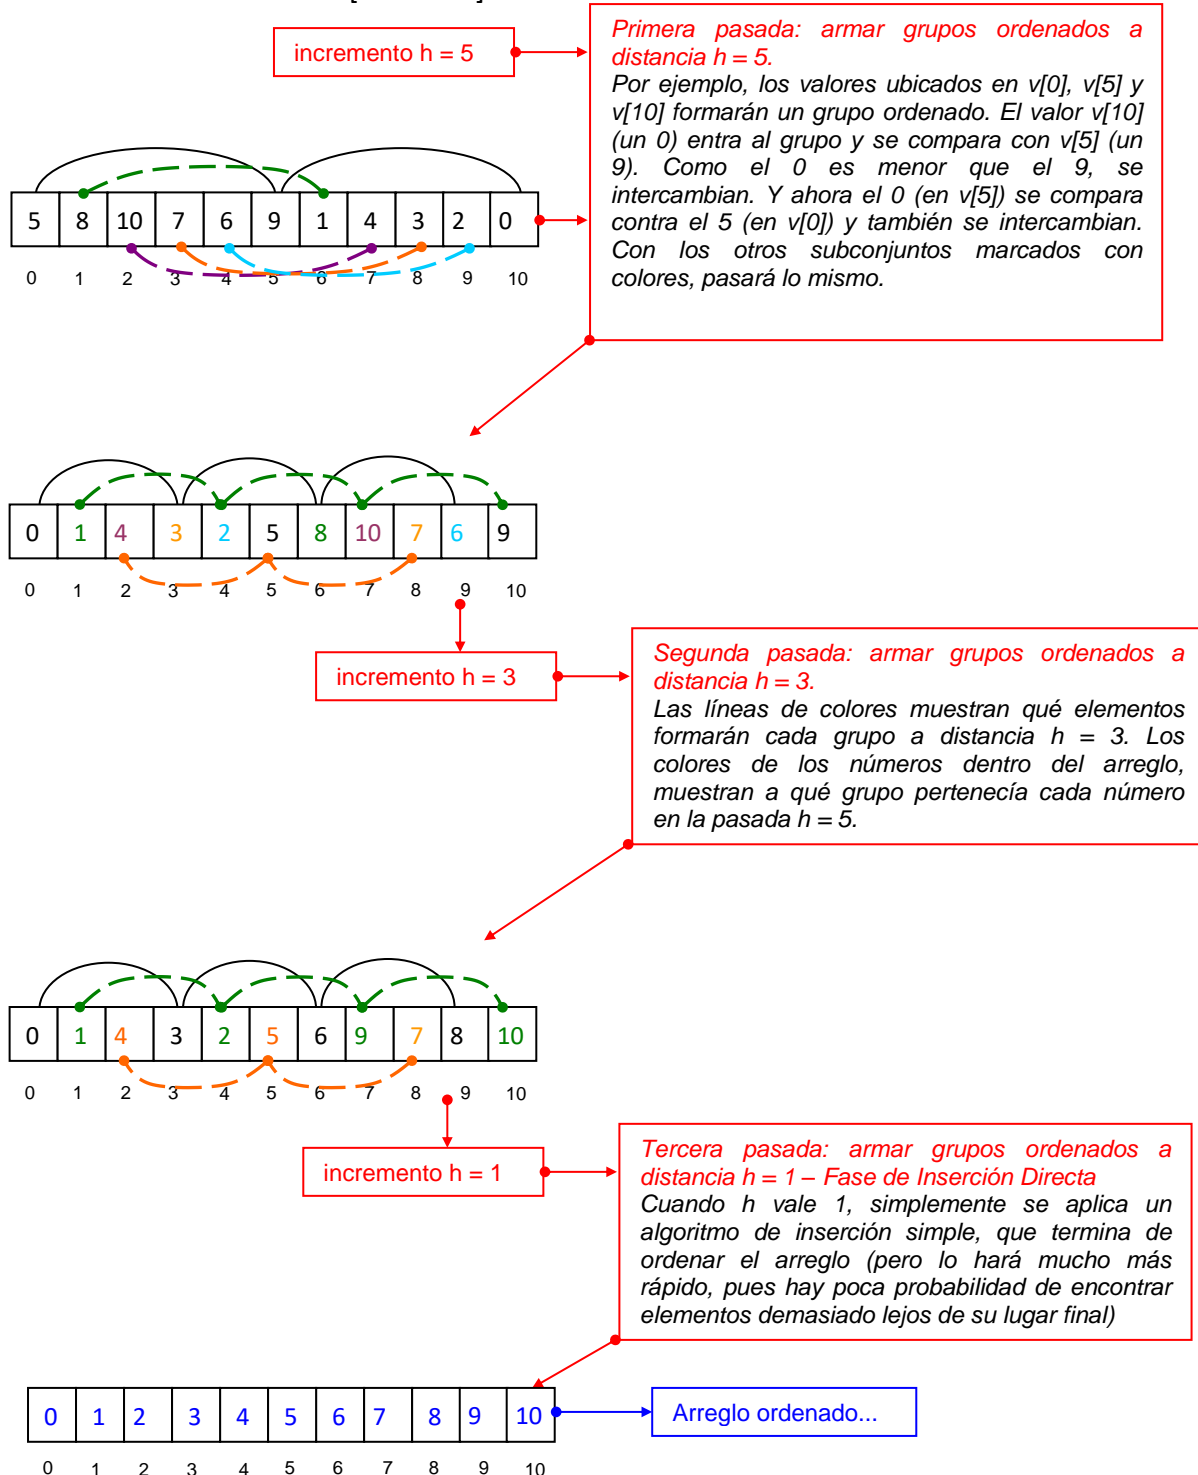 incremento h = 5
Primera pasada: armar grupos ordenados a
distancia h = 5.
Por ejemplo, los valores ubicados en v[0], v[5] y
v[10] formarán un grupo ordenado. El valor v[10]
(un 0) entra al grupo y se compara con v[5] (un
9). Como el 0 es menor que el 9, se
intercambian. Y ahora el 0 (en v[5]) se compara
contra el 5 (en v[0]) y también se intercambian.
Con los otros subconjuntos marcados con
colores, pasará lo mismo.
5 8 10 7 6 9 1 4 3 2 0
0 1 2 3 4 5 6 7 8 9 10
0 1 4 3 2 5 8 10 7 6 9
0 1 2 3 4 5 6 7 8 9 10
incremento h = 3
Segunda pasada: armar grupos ordenados a
distancia h = 3.
Las líneas de colores muestran qué elementos
formarán cada grupo a distancia h = 3. Los
colores de los números dentro del arreglo,
muestran a qué grupo pertenecía cada número
en la pasada h = 5.
0 1 4 3 2 5 6 9 7 8 10
0 1 2 3 4 5 6 7 8 9 10
incremento h = 1
Tercera pasada: armar grupos ordenados a
distancia h = 1 – Fase de Inserción Directa
Cuando h vale 1, simplemente se aplica un
algoritmo de inserción simple, que termina de
ordenar el arreglo (pero lo hará mucho más
rápido, pues hay poca probabilidad de encontrar
elementos demasiado lejos de su lugar final)
0 1 2 3 4 5 6 7 8 9 10
Arreglo ordenado...
0 1 2 3 4 5 6 7 8 9 10